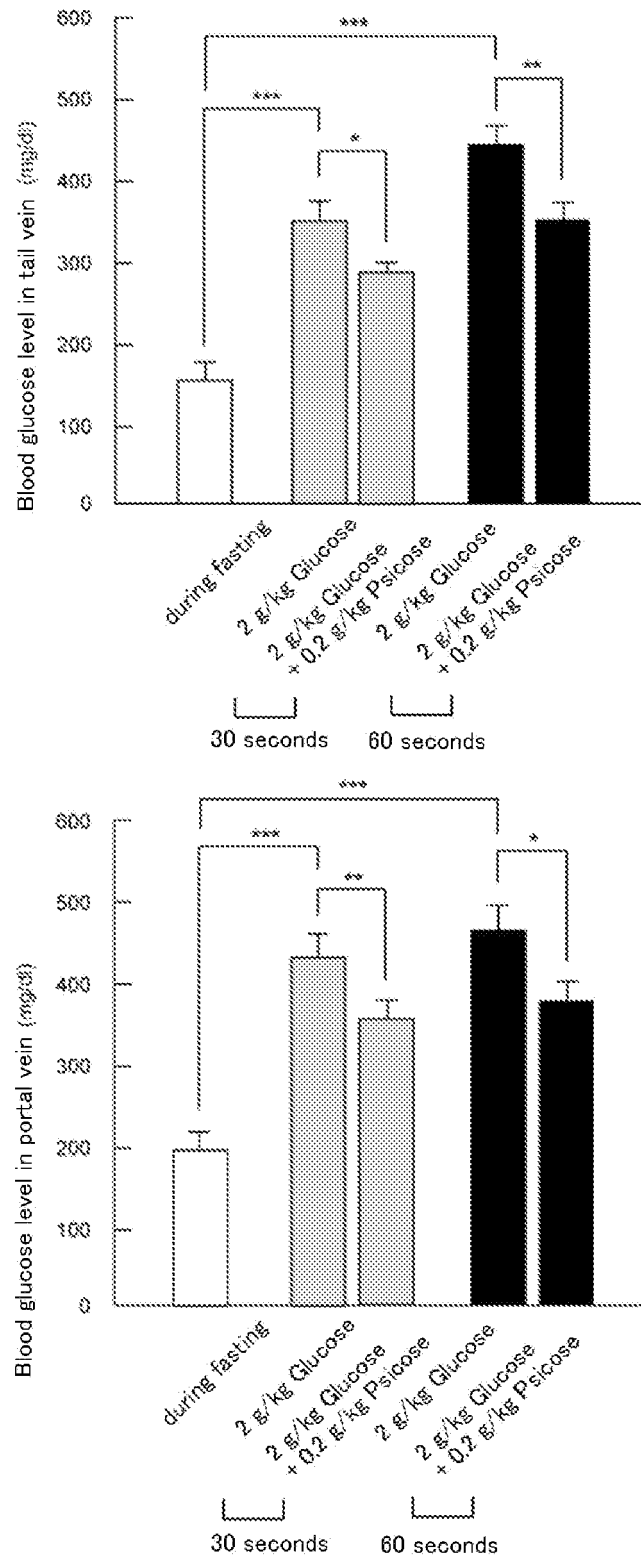 600
500
400
300
200
100
0
Blood glucose level in tail vein (mg/dl)
***
***
*
**
during fasting
2 g/kg Glucose
2 g/kg Glucose
+ 0.2 g/kg Psicose
2 g/kg Glucose
2 g/kg Glucose
+ 0.2 g/kg Psicose
30 seconds
60 seconds
600
500
400
300
200
100
0
Blood glucose level in portal vein (mg/dl)
***
***
**
*
during fasting
2 g/kg Glucose
2 g/kg Glucose
+ 0.2 g/kg Psicose
2 g/kg Glucose
2 g/kg Glucose
+ 0.2 g/kg Psicose
30 seconds
60 seconds